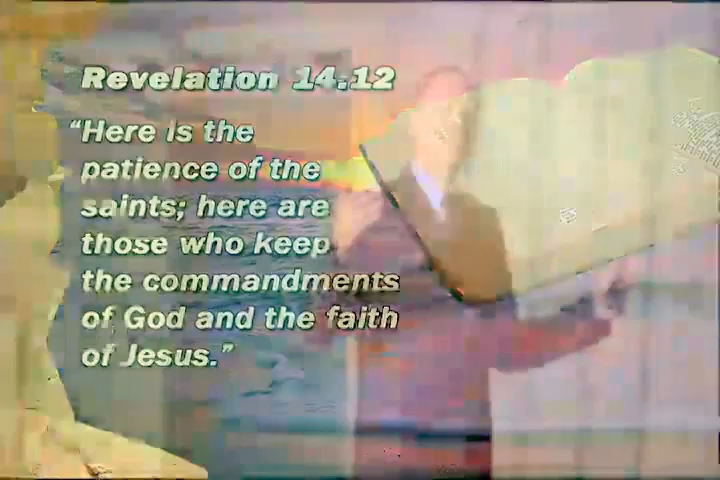 Revelation 14:12
“Here is the
patience of the
saints; here are
those who keep
the commandments
of God and the faith
of Jesus.”